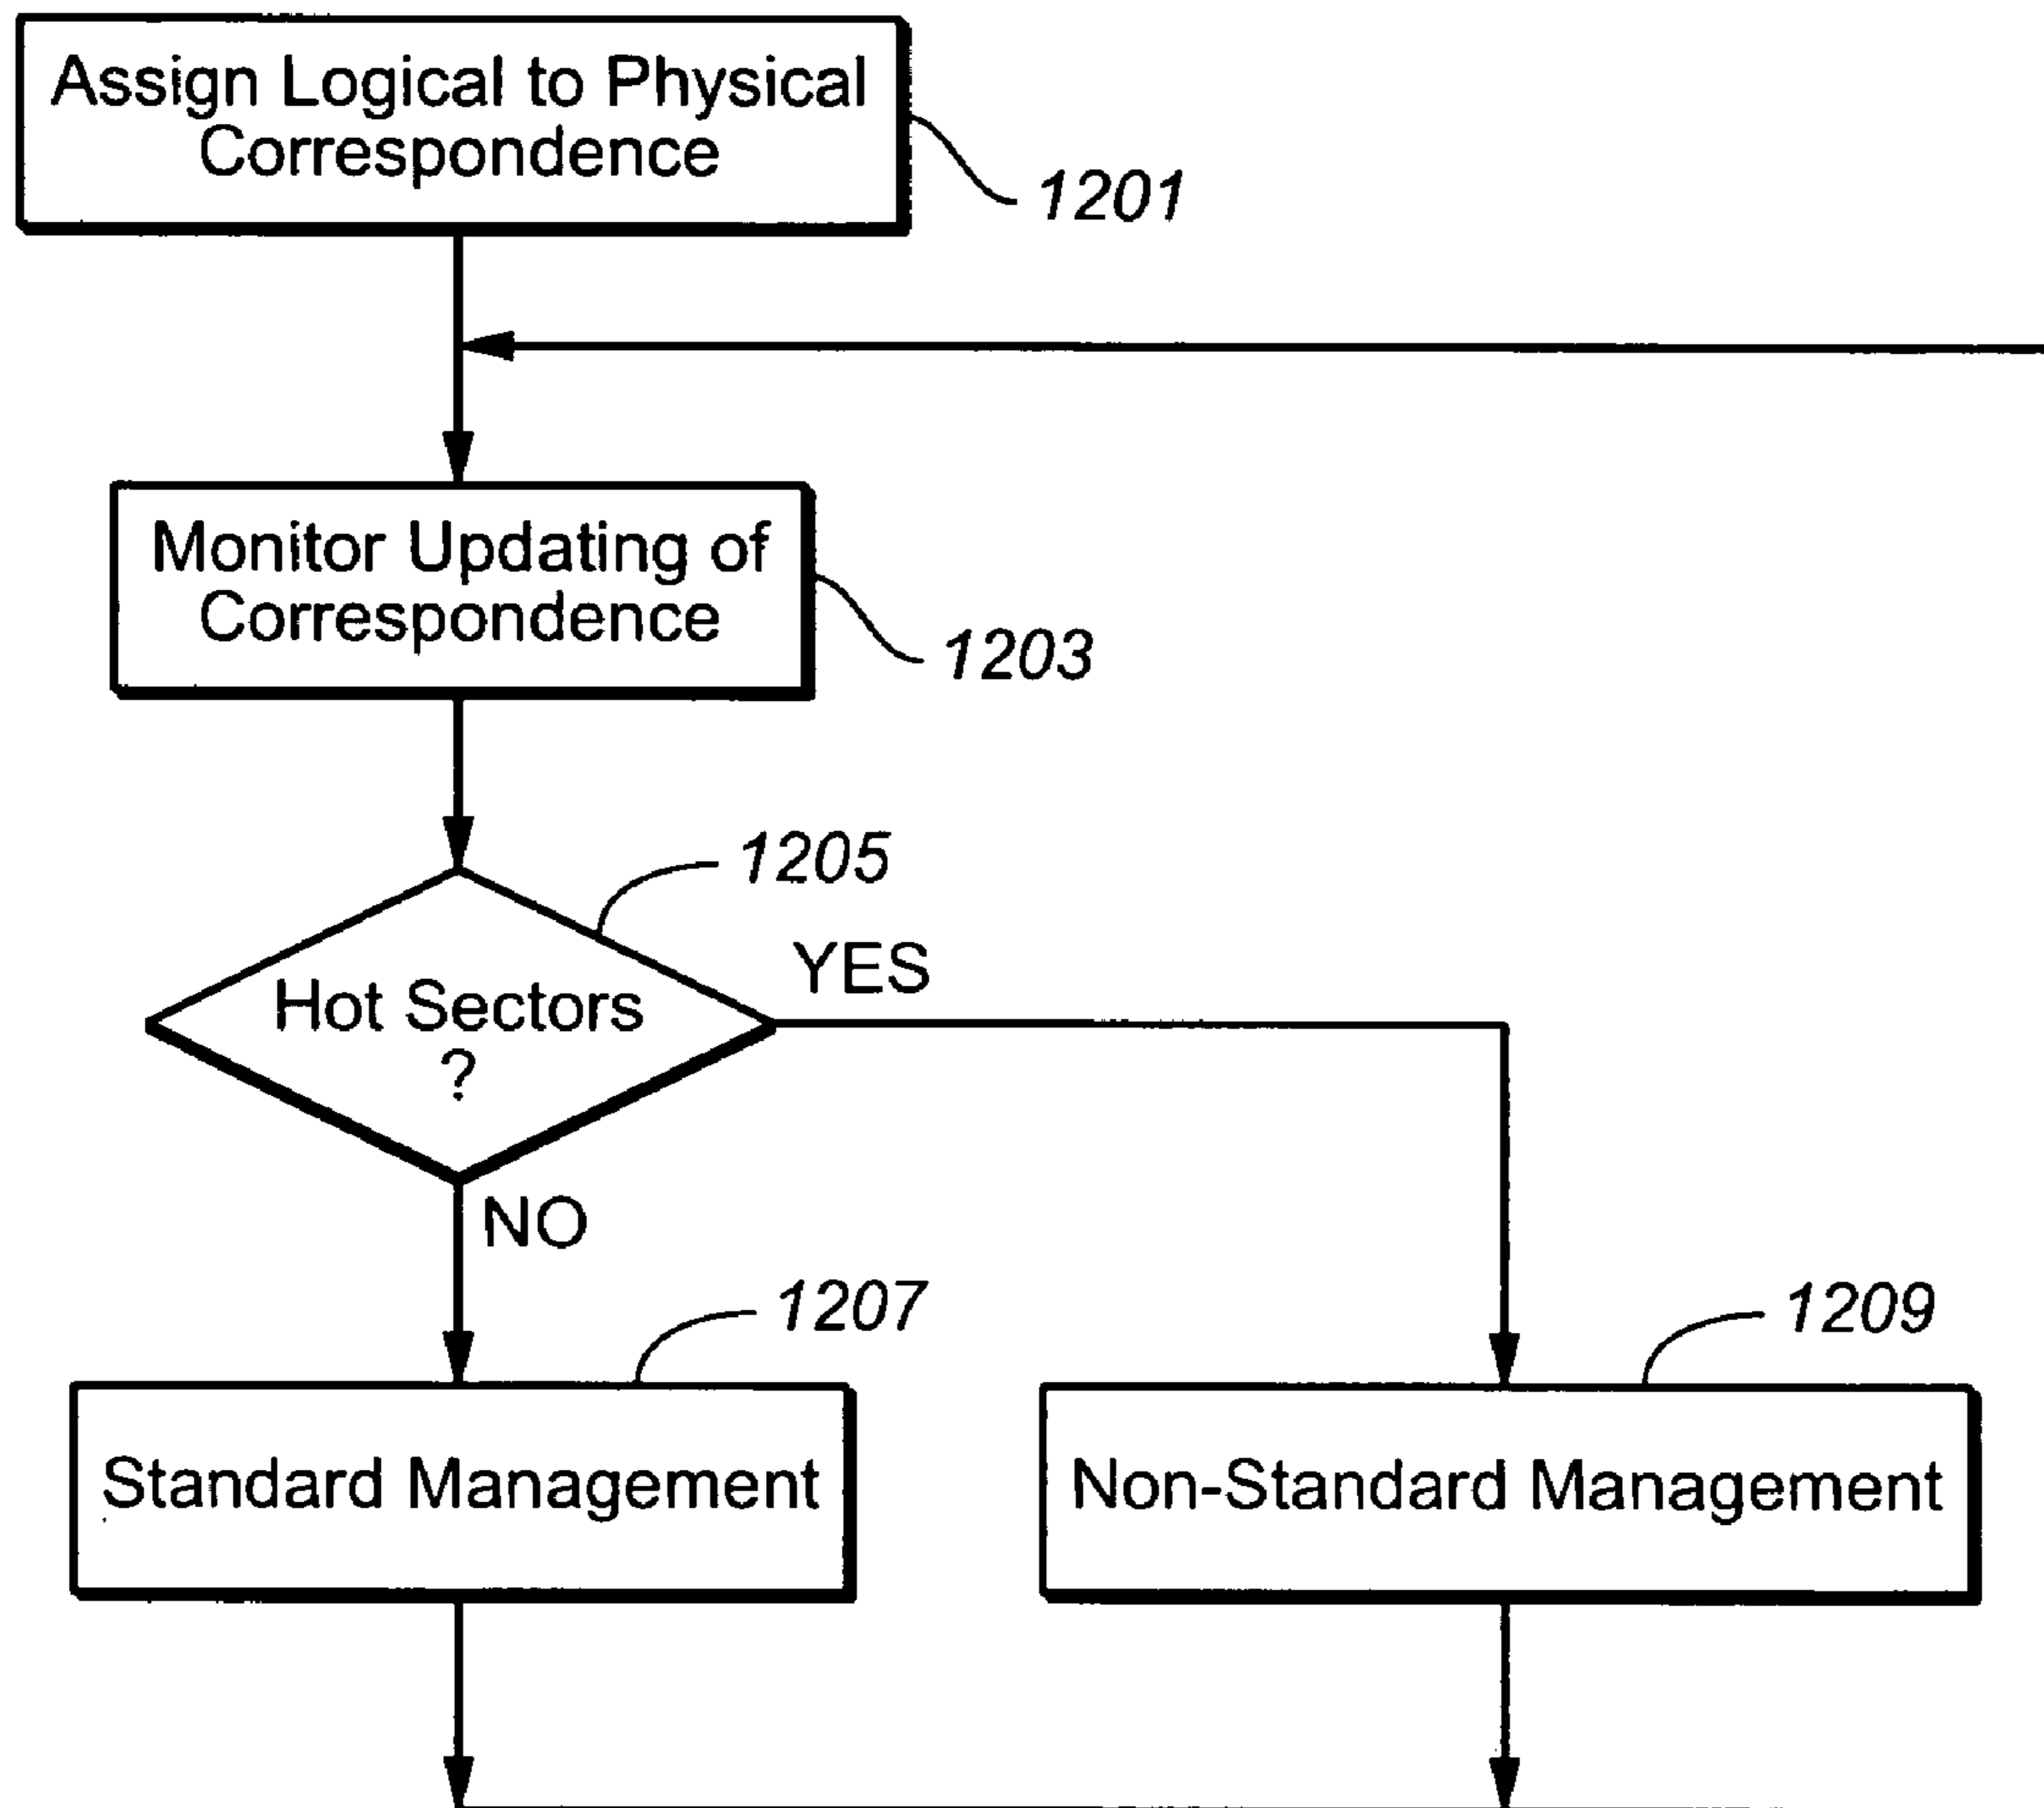 Assign Logical to Physical
Correspondence
1201
Monitor Updating of
Correspondence
1203
1205
YES
Hot Sectors
?
NO
1207
1209
Standard Management
Non-Standard Management